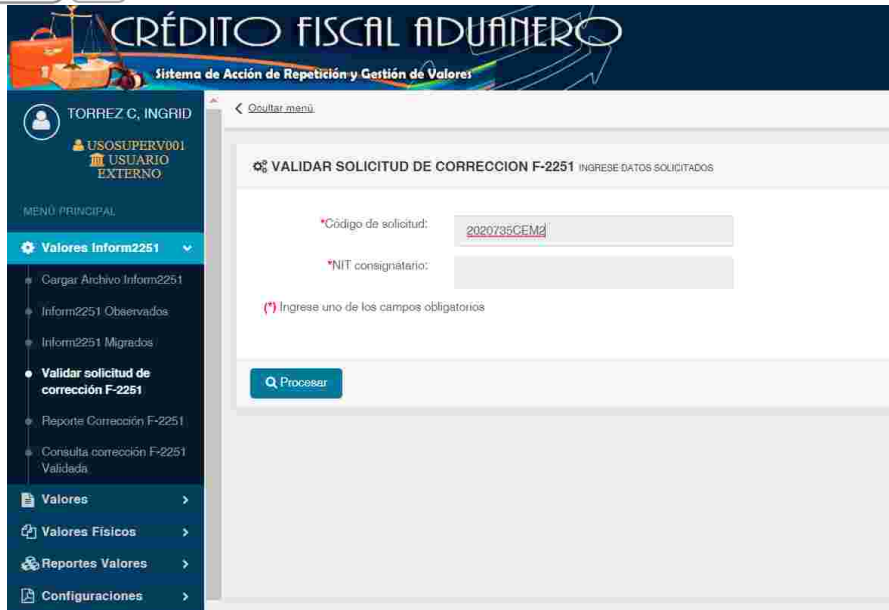 CRÉDITO FISCAL ADUANERO
Sistema de Acción de Repetición y Gestión de Valores
TORREZ C, INGRID
USOSUPERV001
USUARIO
EXTERNO
MENÚ PRINCIPAL
Valores Inform2251
Cargar Archivo Inform2251
Inform2251 Observados
Inform2251 Migrados
Validar solicitud de
corrección F-2251
Reporte Corrección F-2251
Consulta corrección F-2251
Validada
Valores
Valores Físicos
Reportes Valores
Configuraciones
Ocultar menú
VALIDAR SOLICITUD DE CORRECCION F-2251 INGRESE DATOS SOLICITADOS
*Código de solicitud:
2020735CEM2
*NIT consignatario:
(*) Ingrese uno de los campos obligatorios
Procesar